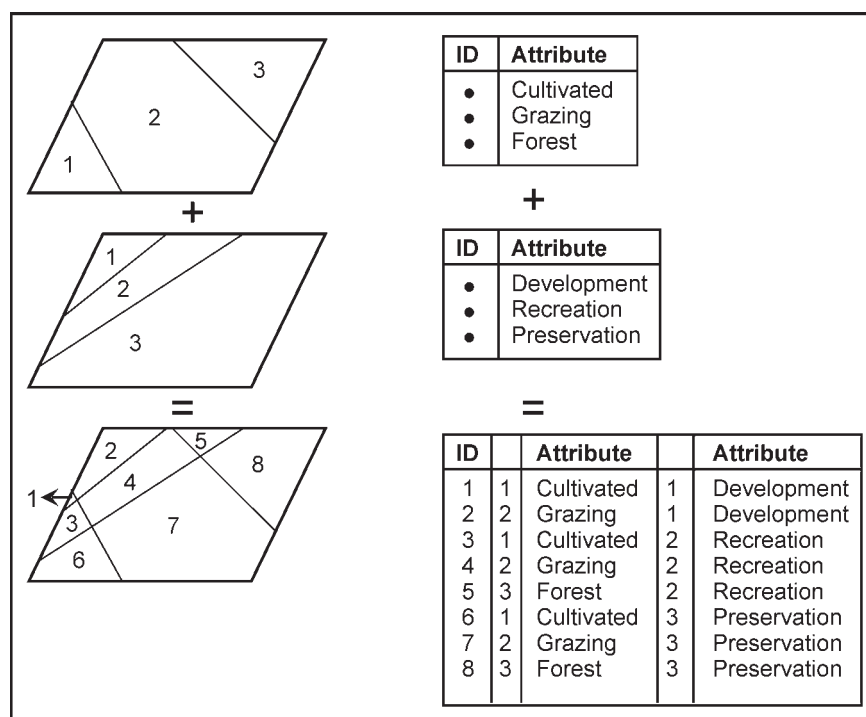 3
2
1
ID Attribute
• Cultivated
• Grazing
• Forest
+
+
1
2
3
ID Attribute
• Development
• Recreation
• Preservation
=
=
2
5
8
4
1
3
7
6
ID Attribute Attribute
1 1 Cultivated 1 Development
2 2 Grazing 1 Development
3 1 Cultivated 2 Recreation
4 2 Grazing 2 Recreation
5 3 Forest 2 Recreation
6 1 Cultivated 3 Preservation
7 2 Grazing 3 Preservation
8 3 Forest 3 Preservation